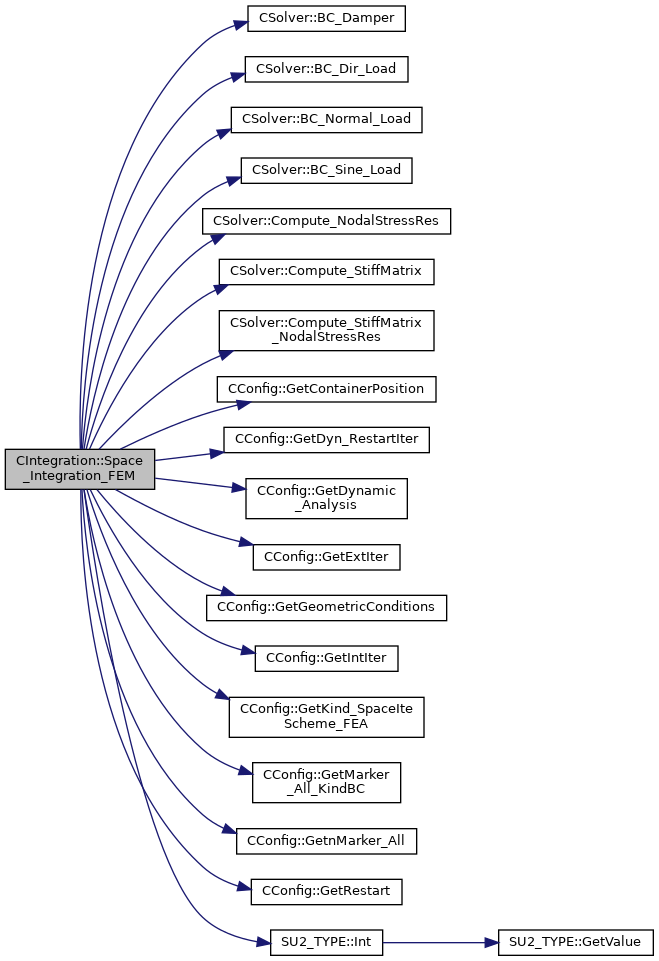 CSolver::BC_Damper
CSolver::BC_Dir_Load
CSolver::BC_Normal_Load
CSolver::BC_Sine_Load
CSolver::Compute_NodalStressRes
CSolver::Compute_StiffMatrix
CSolver::Compute_StiffMatrix
_NodalStressRes
CConfig::GetContainerPosition
CConfig::GetDyn_RestartIter
CIntegration::Space
_Integration_FEM
CConfig::GetDynamic
_Analysis
CConfig::GetExtIter
CConfig::GetGeometricConditions
CConfig::GetIntIter
CConfig::GetKind_SpaceIte
Scheme_FEA
CConfig::GetMarker
_All_KindBC
CConfig::GetnMarker_All
CConfig::GetRestart
SU2_TYPE::Int
SU2_TYPE::GetValue